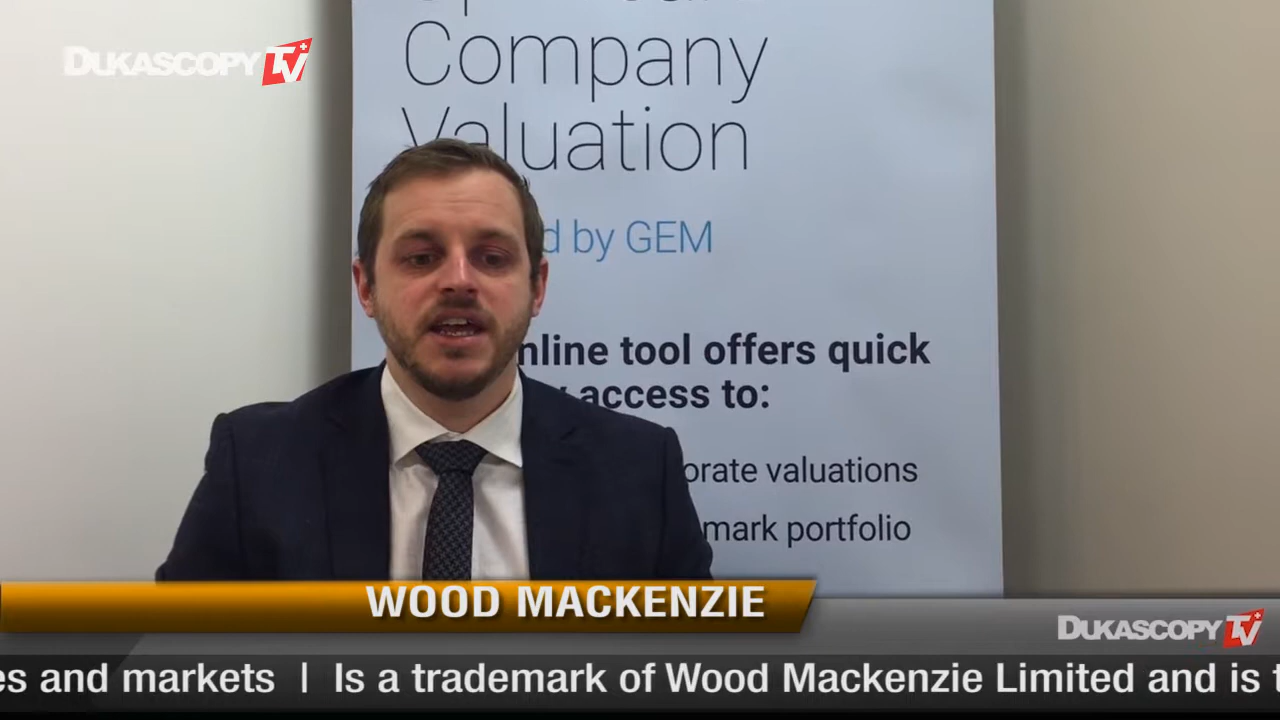 DUKASCOPY TV
Company
Valuation
d by GEM
nline tool offers quick
access to:
orate valuations
mark portfolio
WOOD MACKENZIE
DUKASCOPY TV
es and markets | Is a trademark of Wood Mackenzie Limited and is t